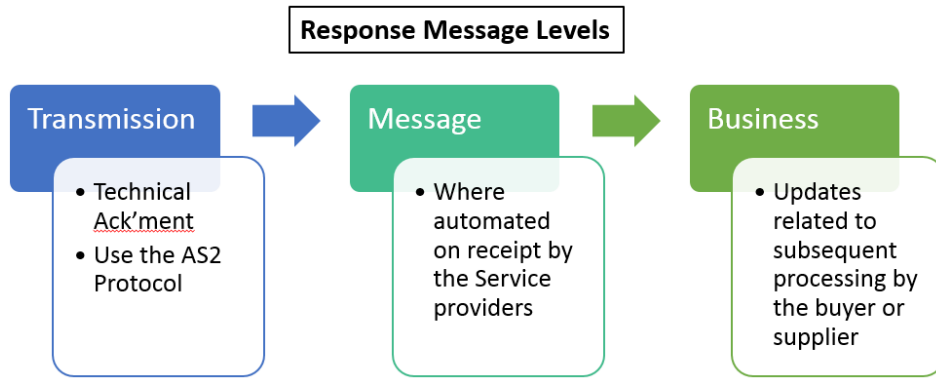 Response Message Levels
Transmission
• Technical
Ack'ment
• Use the AS2
Protocol
Message
• Where
automated
on receipt by
the Service
providers
Business
• Updates
related to
subsequent
processing by
the buyer or
supplier